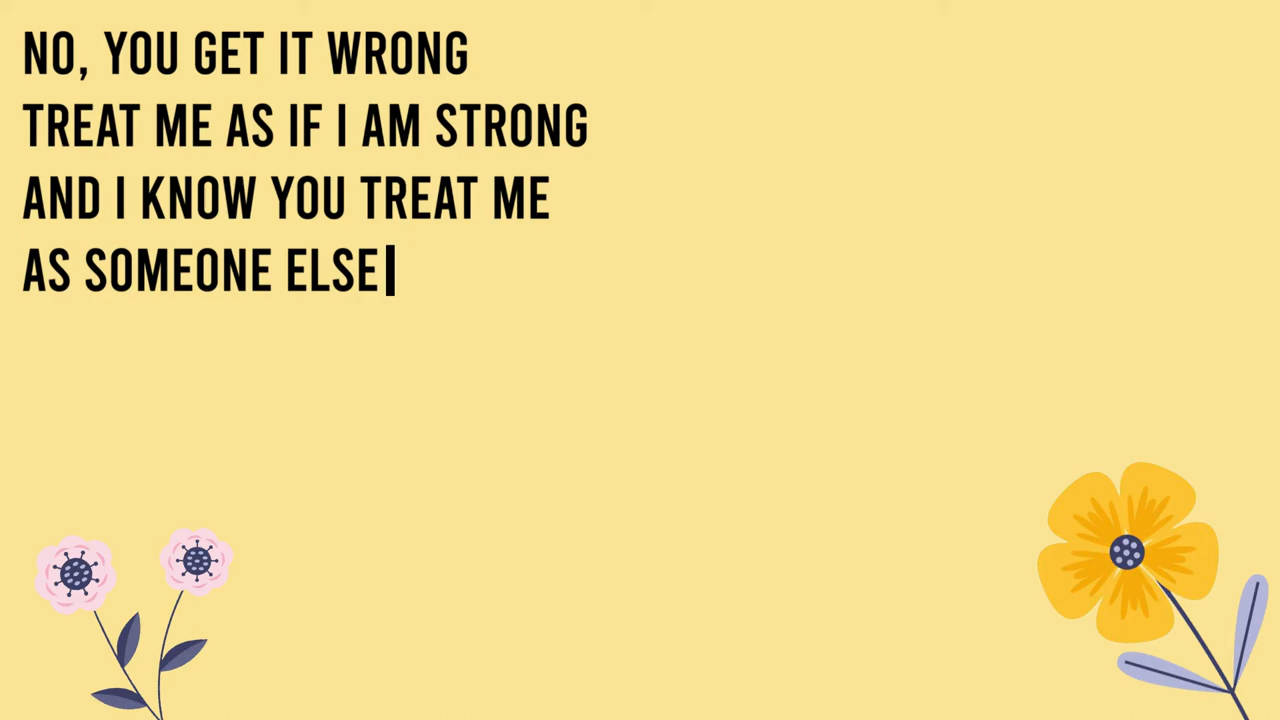 NO, YOU GET IT WRONG
TREAT ME AS IF I AM STRONG
AND I KNOW YOU TREAT ME
AS SOMEONE ELSE